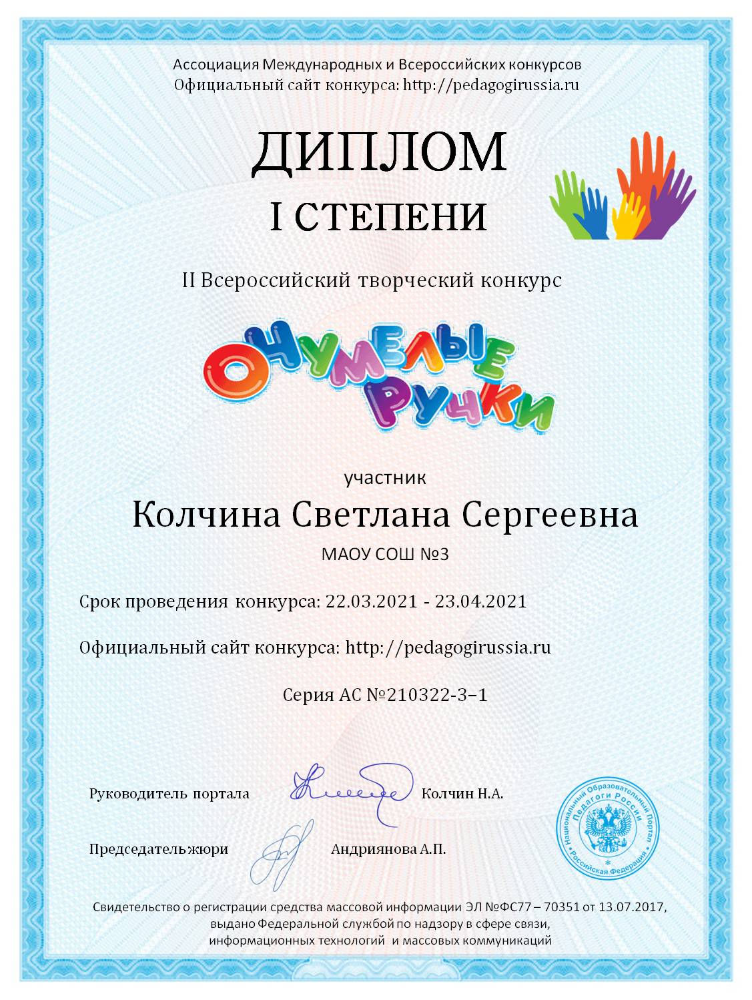 Ассоциация Международных и Всероссийских конкурсов
Официальный сайт конкурса: http://pedagogirussia.ru
ДИПЛОМ
I СТЕПЕНИ
II Всероссийский творческий конкурс
ОЧУМЕЛЫЕ
РУЧКИ
участник
Колчина Светлана Сергеевна
МАОУ СОШ №3
Срок проведения конкурса: 22.03.2021 - 23.04.2021
Официальный сайт конкурса: http://pedagogirussia.ru
Серия АС №210322-3–1
Руководитель портала Колчин Н.А.
Председатель жюри Андриянова А.П.
Национальный Образовательный Портал
Педагоги России
* Российская Федерация *
Свидетельство о регистрации средства массовой информации ЭЛ №ФС77 – 70351 от 13.07.2017,
выдано Федеральной службой по надзору в сфере связи,
информационных технологий и массовых коммуникаций